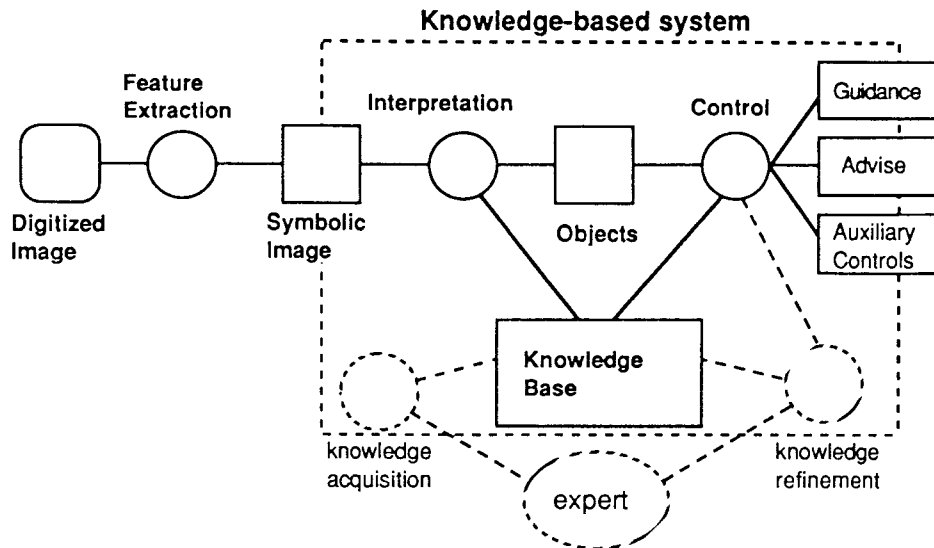 Knowledge-based system
Feature
Extraction
Interpretation
Control
Guidance
Advise
Auxiliary
Controls
Digitized
Image
Symbolic
Image
Objects
Knowledge
Base
knowledge
acquisition
expert
knowledge
refinement